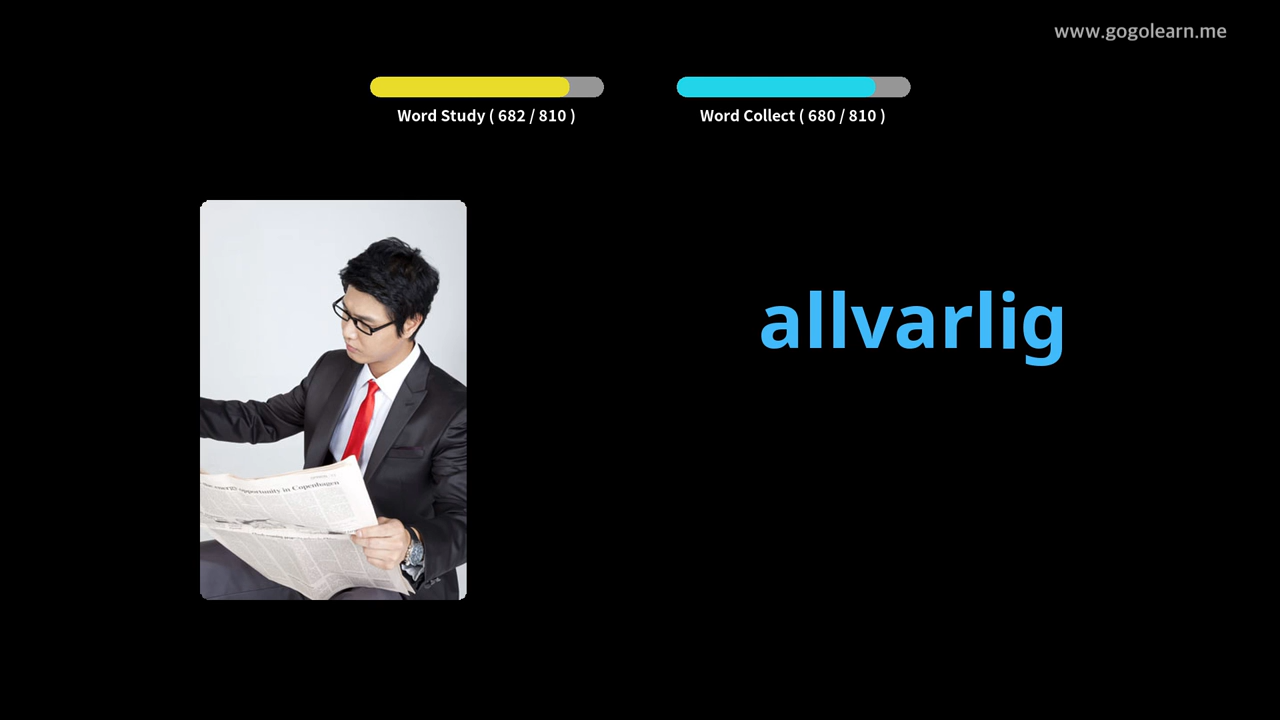 www.gogolearn.me
Word Study ( 682 / 810 )
Word Collect ( 680 / 810 )
allvarlig
opportunity in Copenhagen